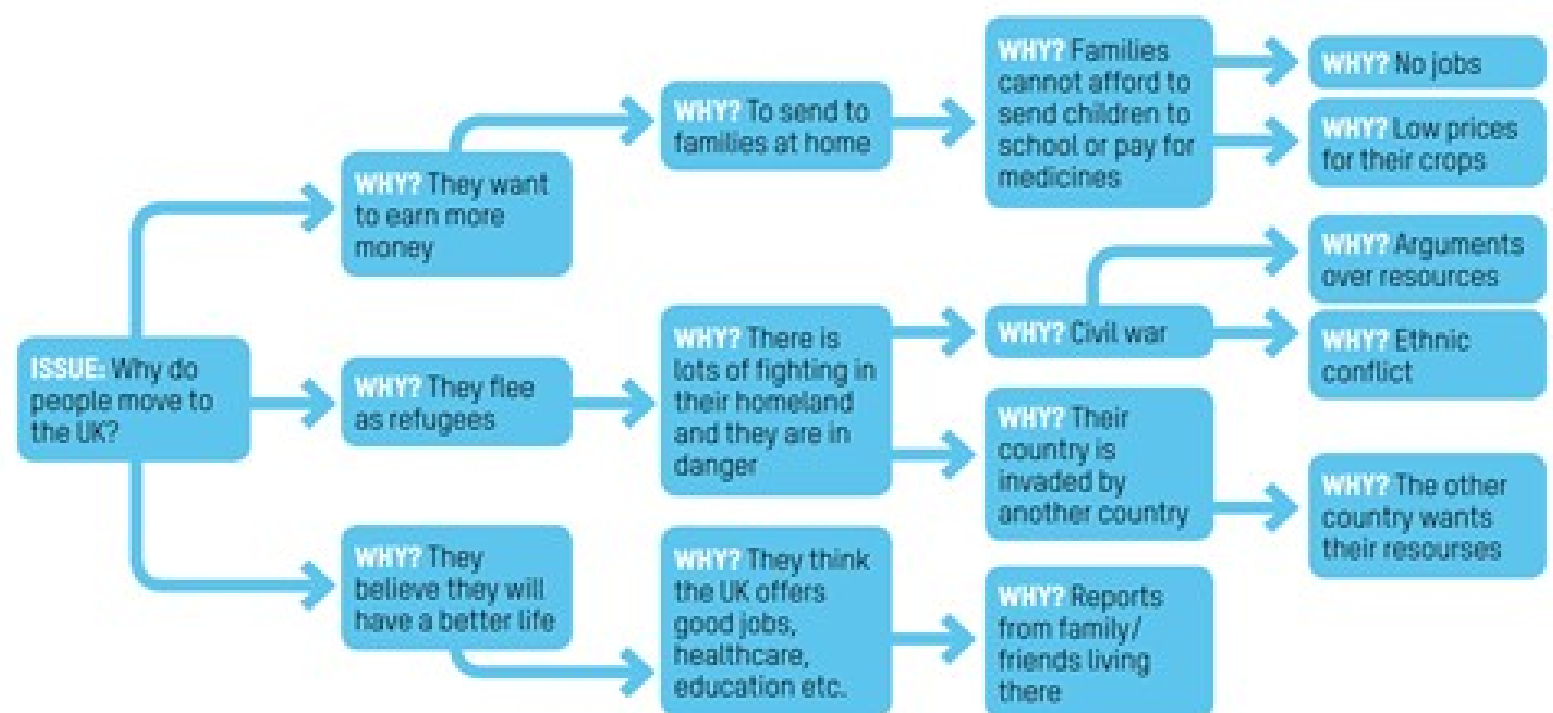 ISSUE: Why do
people move to
the UK?
WHY? They want
to earn more
money
WHY? To send to
families at home
WHY? Families
cannot afford to
send children to
school or pay for
medicines
WHY? No jobs
WHY? Low prices
for their crops
WHY? They flee
as refugees
WHY? There is
lots of fighting in
their homeland
and they are in
danger
WHY? Civil war
WHY? Arguments
over resources
WHY? Ethnic
conflict
WHY? Their
country is
invaded by
another country
WHY? The other
country wants
their resourses
WHY? They
believe they will
have a better life
WHY? They think
the UK offers
good jobs,
healthcare,
education etc.
WHY? Reports
from family/
friends living
there